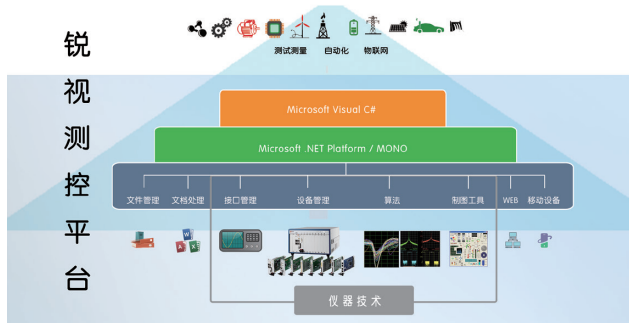 锐视测控平台
测试测量 自动化 物联网
Microsoft Visual C#
Microsoft .NET Platform / MONO
文件管理 文档处理 接口管理 设备管理 算法 制图工具 WEB 移动设备
仪器技术